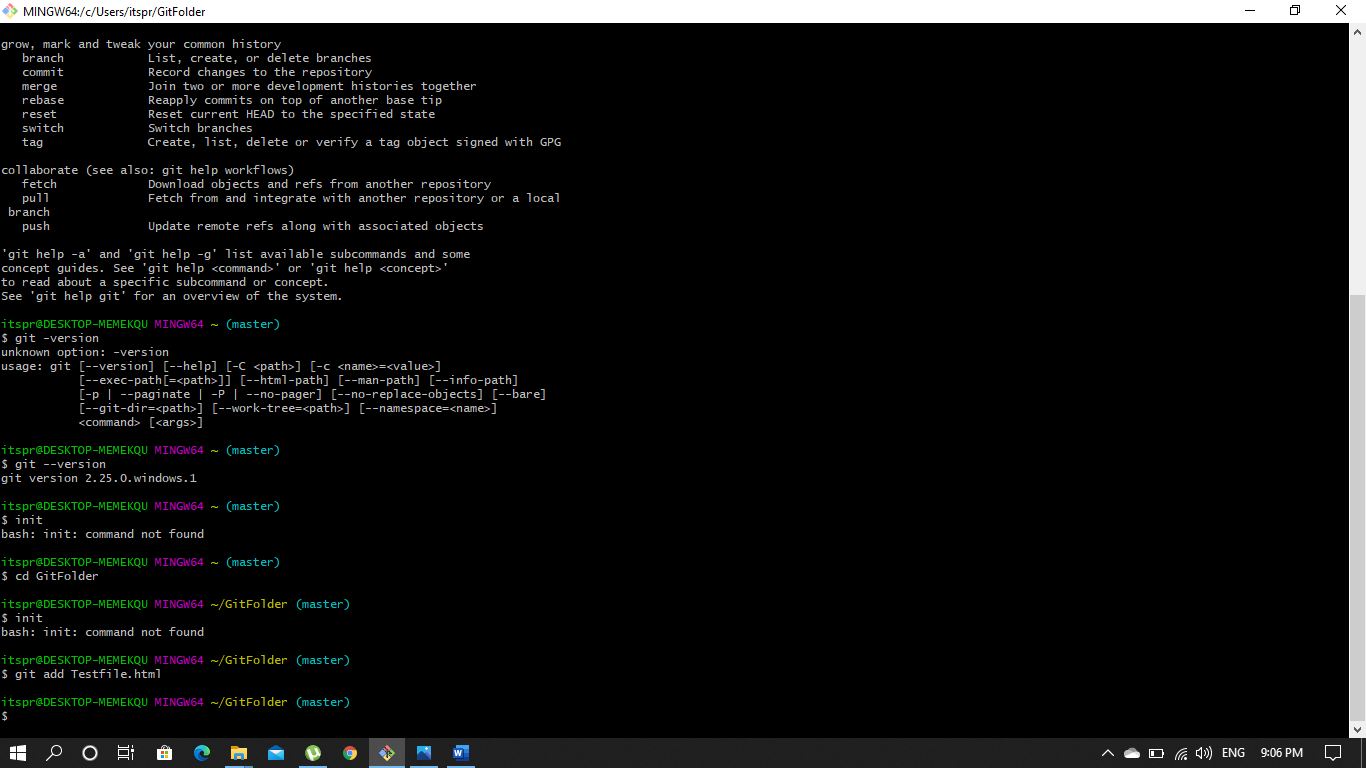 MINGW64:/c/Users/itspr/GitFolder
grow, mark and tweak your common history
   branch            List, create, or delete branches
   commit            Record changes to the repository
   merge             Join two or more development histories together
   rebase            Reapply commits on top of another base tip
   reset             Reset current HEAD to the specified state
   switch            Switch branches
   tag               Create, list, delete or verify a tag object signed with GPG

collaborate (see also: git help workflows)
   fetch             Download objects and refs from another repository
   pull              Fetch from and integrate with another repository or a local
 branch
   push              Update remote refs along with associated objects

'git help -a' and 'git help -g' list available subcommands and some
concept guides. See 'git help <command>' or 'git help <concept>'
to read about a specific subcommand or concept.
See 'git help git' for an overview of the system.

itspr@DESKTOP-MEMEKQU MINGW64 ~ (master)
$ git -version
unknown option: -version
usage: git [--version] [--help] [-C <path>] [-c <name>=<value>]
           [--exec-path[=<path>]] [--html-path] [--man-path] [--info-path]
           [-p | --paginate | -P | --no-pager] [--no-replace-objects] [--bare]
           [--git-dir=<path>] [--work-tree=<path>] [--namespace=<name>]
           <command> [<args>]

itspr@DESKTOP-MEMEKQU MINGW64 ~ (master)
$ git --version
git version 2.25.0.windows.1

itspr@DESKTOP-MEMEKQU MINGW64 ~ (master)
$ init
bash: init: command not found

itspr@DESKTOP-MEMEKQU MINGW64 ~ (master)
$ cd GitFolder

itspr@DESKTOP-MEMEKQU MINGW64 ~/GitFolder (master)
$ init
bash: init: command not found

itspr@DESKTOP-MEMEKQU MINGW64 ~/GitFolder (master)
$ git add Testfile.html

itspr@DESKTOP-MEMEKQU MINGW64 ~/GitFolder (master)
$
ENG 9:06 PM